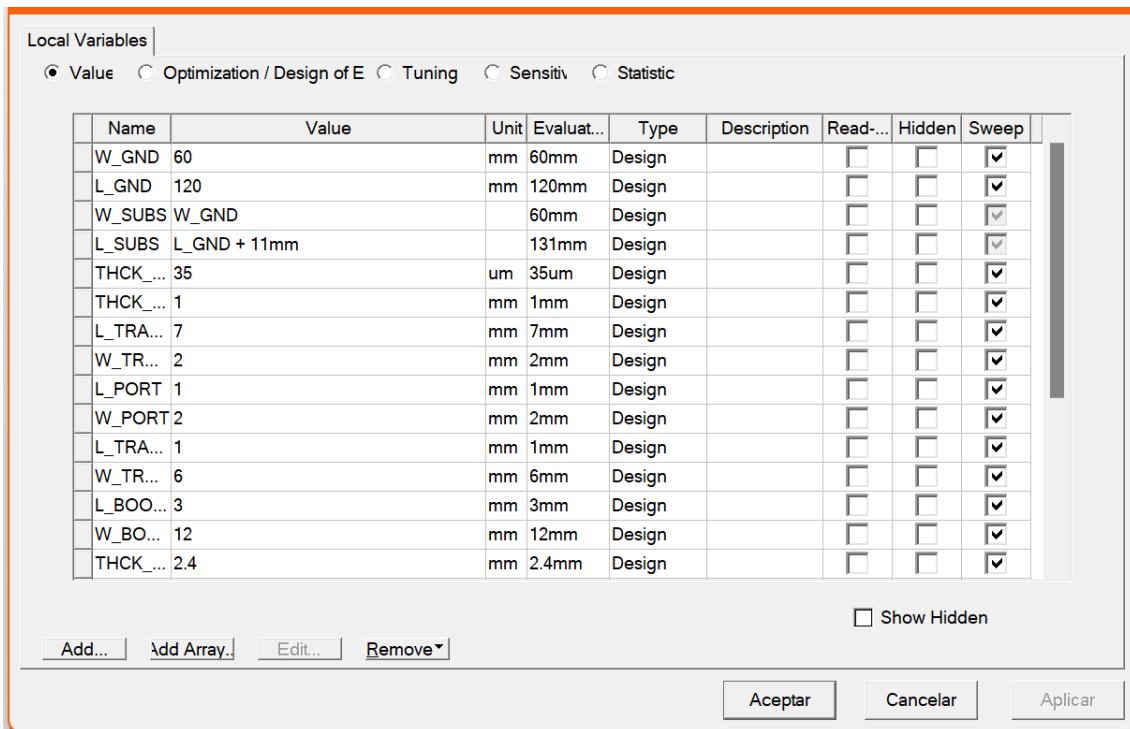 Local Variables
Value Optimization / Design of E Tuning Sensitiv Statistic
Name Value Unit Evaluat... Type Description Read-... Hidden Sweep
W_GND 60 mm 60mm Design
L_GND 120 mm 120mm Design
W_SUBS W_GND 60mm Design
L_SUBS L_GND + 11mm 131mm Design
THCK_... 35 um 35um Design
THCK_... 1 mm 1mm Design
L_TRA... 7 mm 7mm Design
W_TR... 2 mm 2mm Design
L_PORT 1 mm 1mm Design
W_PORT 2 mm 2mm Design
L_TRA... 1 mm 1mm Design
W_TR... 6 mm 6mm Design
L_BOO... 3 mm 3mm Design
W_BO... 12 mm 12mm Design
THCK_... 2.4 mm 2.4mm Design
Show Hidden
Add... Add Array.. Edit... Remove
Aceptar Cancelar Aplicar